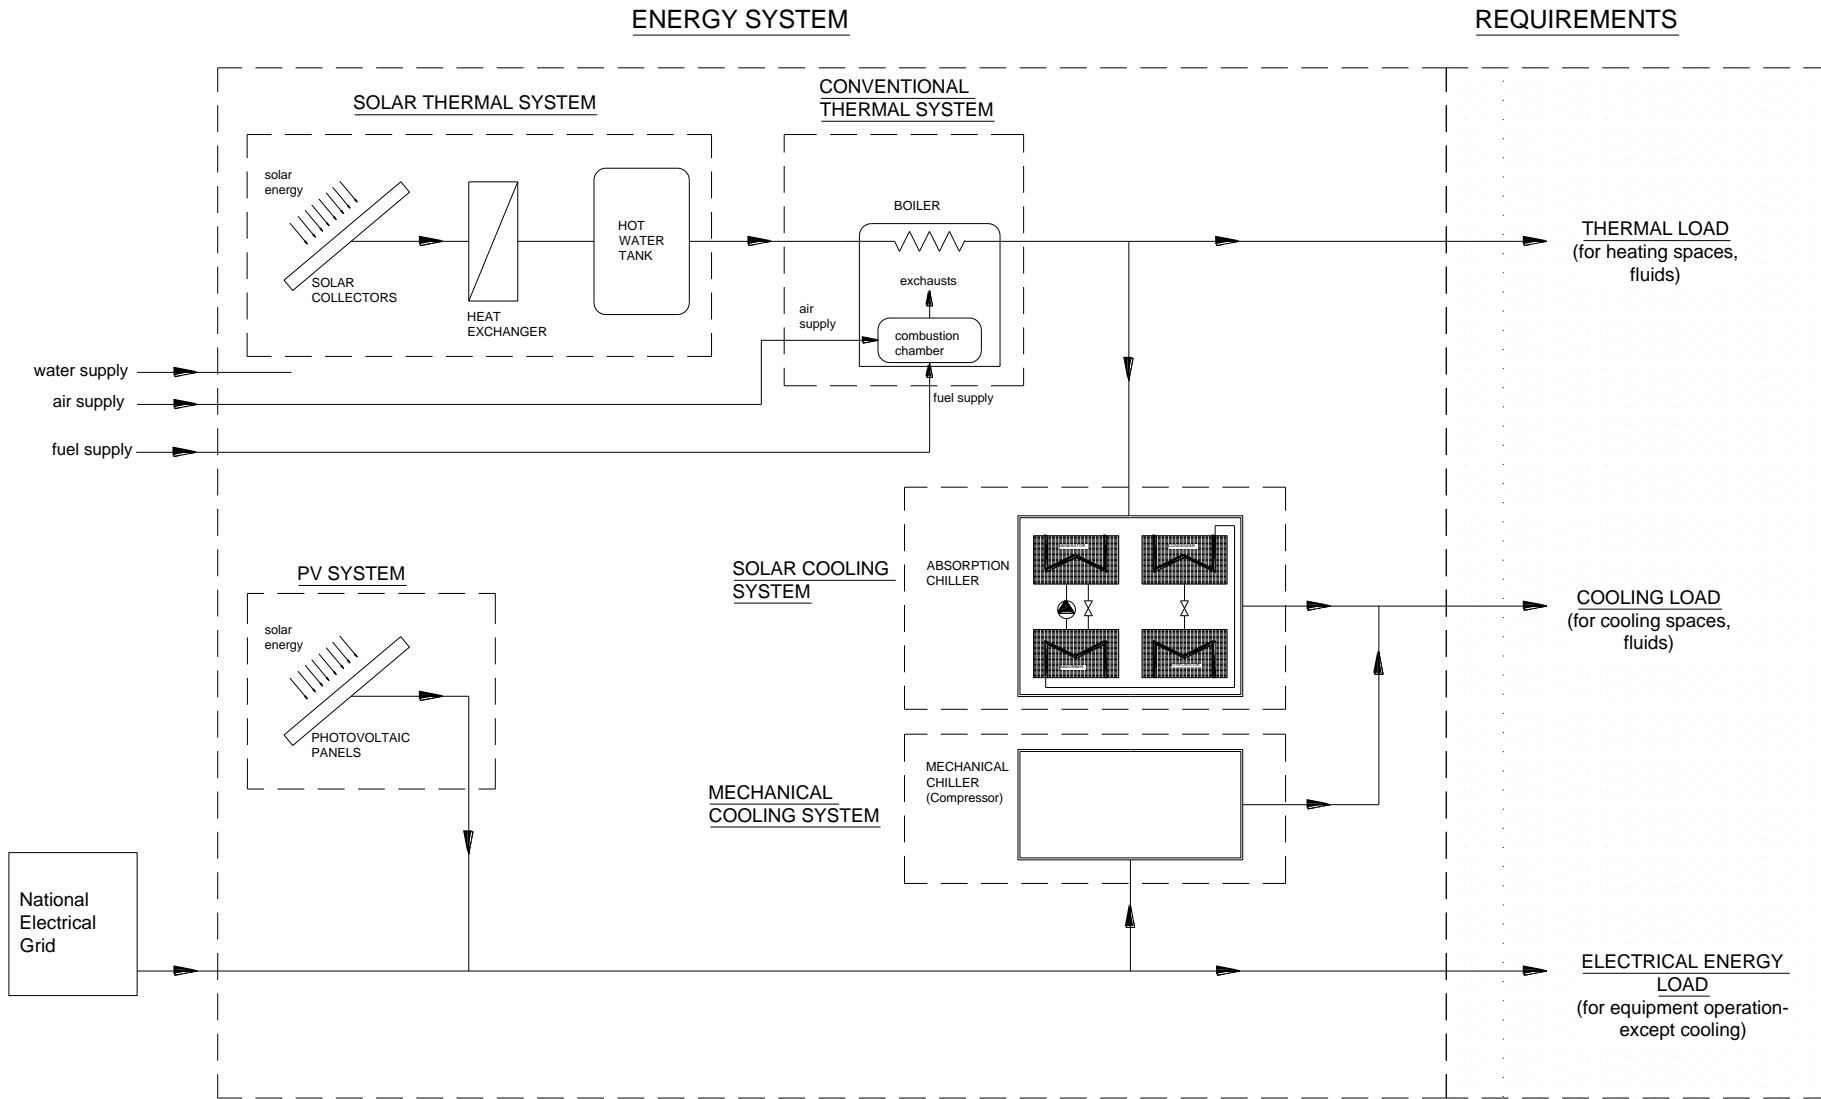 ENERGY SYSTEM
REQUIREMENTS
SOLAR THERMAL SYSTEM
CONVENTIONAL
THERMAL SYSTEM
solar
energy
SOLAR
COLLECTORS
HEAT
EXCHANGER
HOT
WATER
TANK
BOILER
exchausts
air
supply
combustion
chamber
fuel supply
THERMAL LOAD
(for heating spaces,
fluids)
water supply
air supply
fuel supply
PV SYSTEM
solar
energy
PHOTOVOLTAIC
PANELS
SOLAR COOLING
SYSTEM
ABSORPTION
CHILLER
COOLING LOAD
(for cooling spaces,
fluids)
MECHANICAL
COOLING SYSTEM
MECHANICAL
CHILLER
(Compressor)
National
Electrical
Grid
ELECTRICAL ENERGY
LOAD
(for equipment operation-
except cooling)